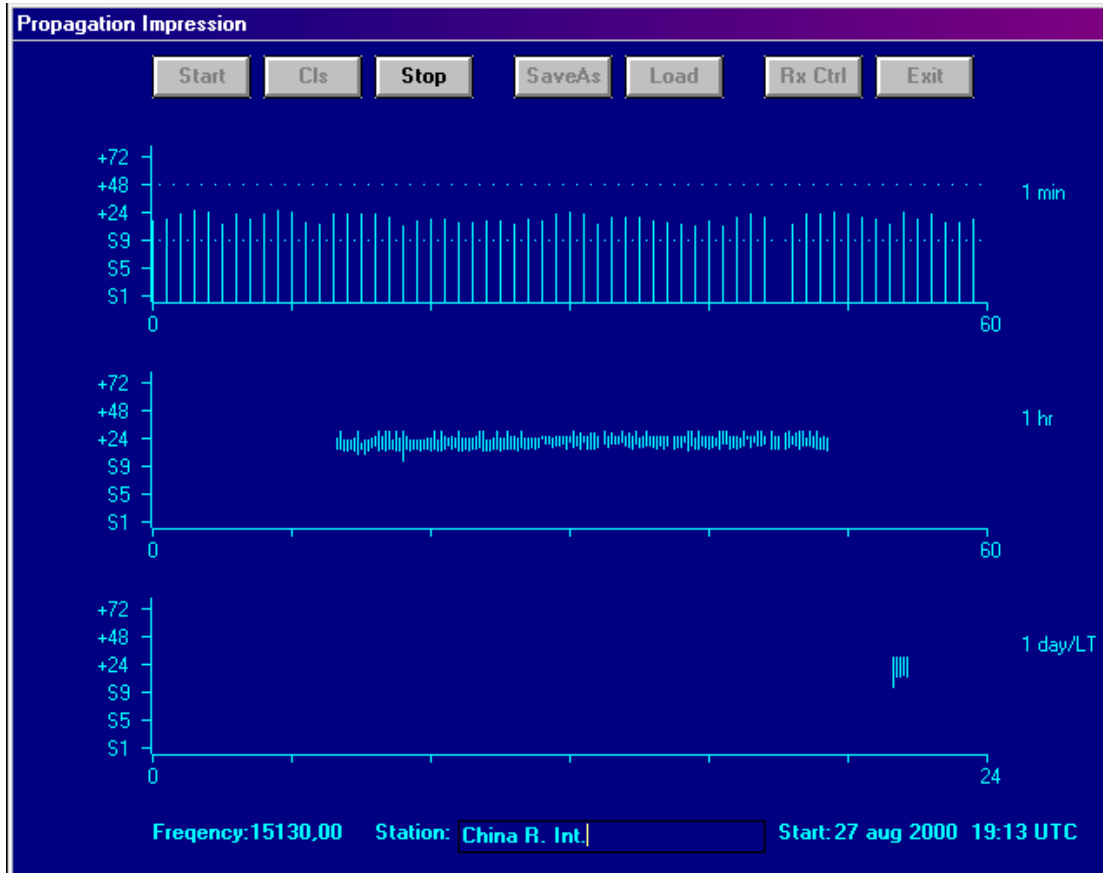 Propagation Impression
Start Cls Stop SaveAs Load Rx Ctrl Exit
+72
+48
1 min
+24
S9
S5
S1
0 60
+72
+48
1 hr
+24
S9
S5
S1
0 60
+72
+48
1 day/LT
+24
S9
S5
S1
0 24
Freqency:15130,00 Station: China R. Int. Start: 27 aug 2000 19:13 UTC